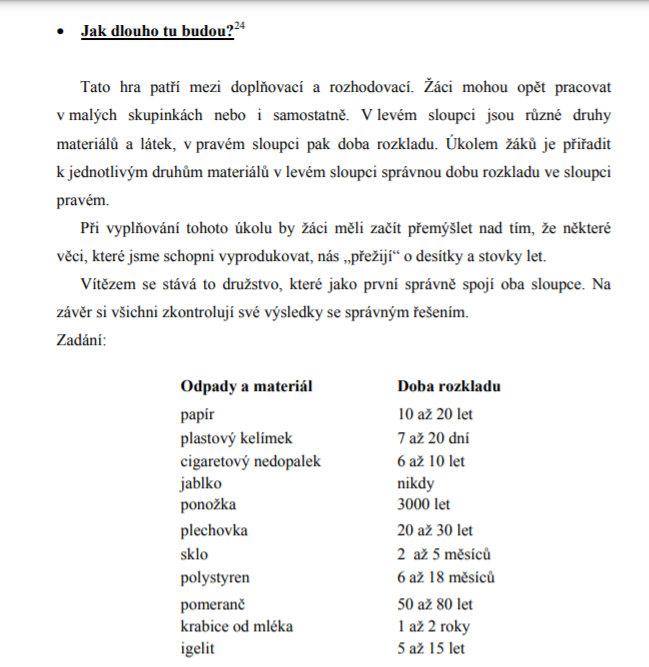 • Jak dlouho tu budou?24
Tato hra patří mezi doplňovací a rozhodovací. Žáci mohou opět pracovat
v malých skupinkách nebo i samostatně. V levém sloupci jsou různé druhy
materiálů a látek, v pravém sloupci pak doba rozkladu. Úkolem žáků je přiřadit
k jednotlivým druhům materiálů v levém sloupci správnou dobu rozkladu ve sloupci
pravém.
Při vyplňování tohoto úkolu by žáci měli začít přemýšlet nad tím, že některé
věci, které jsme schopni vyprodukovat, nás „přežijí“ o desítky a stovky let.
Vítězem se stává to družstvo, které jako první správně spojí oba sloupce. Na
závěr si všichni zkontrolují své výsledky se správným řešením.
Zadání:
Odpady a materiál Doba rozkladu
papír 10 až 20 let
plastový kelímek 7 až 20 dní
cigaretový nedopalek 6 až 10 let
jablko nikdy
ponožka 3000 let
plechovka 20 až 30 let
sklo 2 až 5 měsíců
polystyren 6 až 18 měsíců
pomeranč 50 až 80 let
krabice od mléka 1 až 2 roky
igelit 5 až 15 let